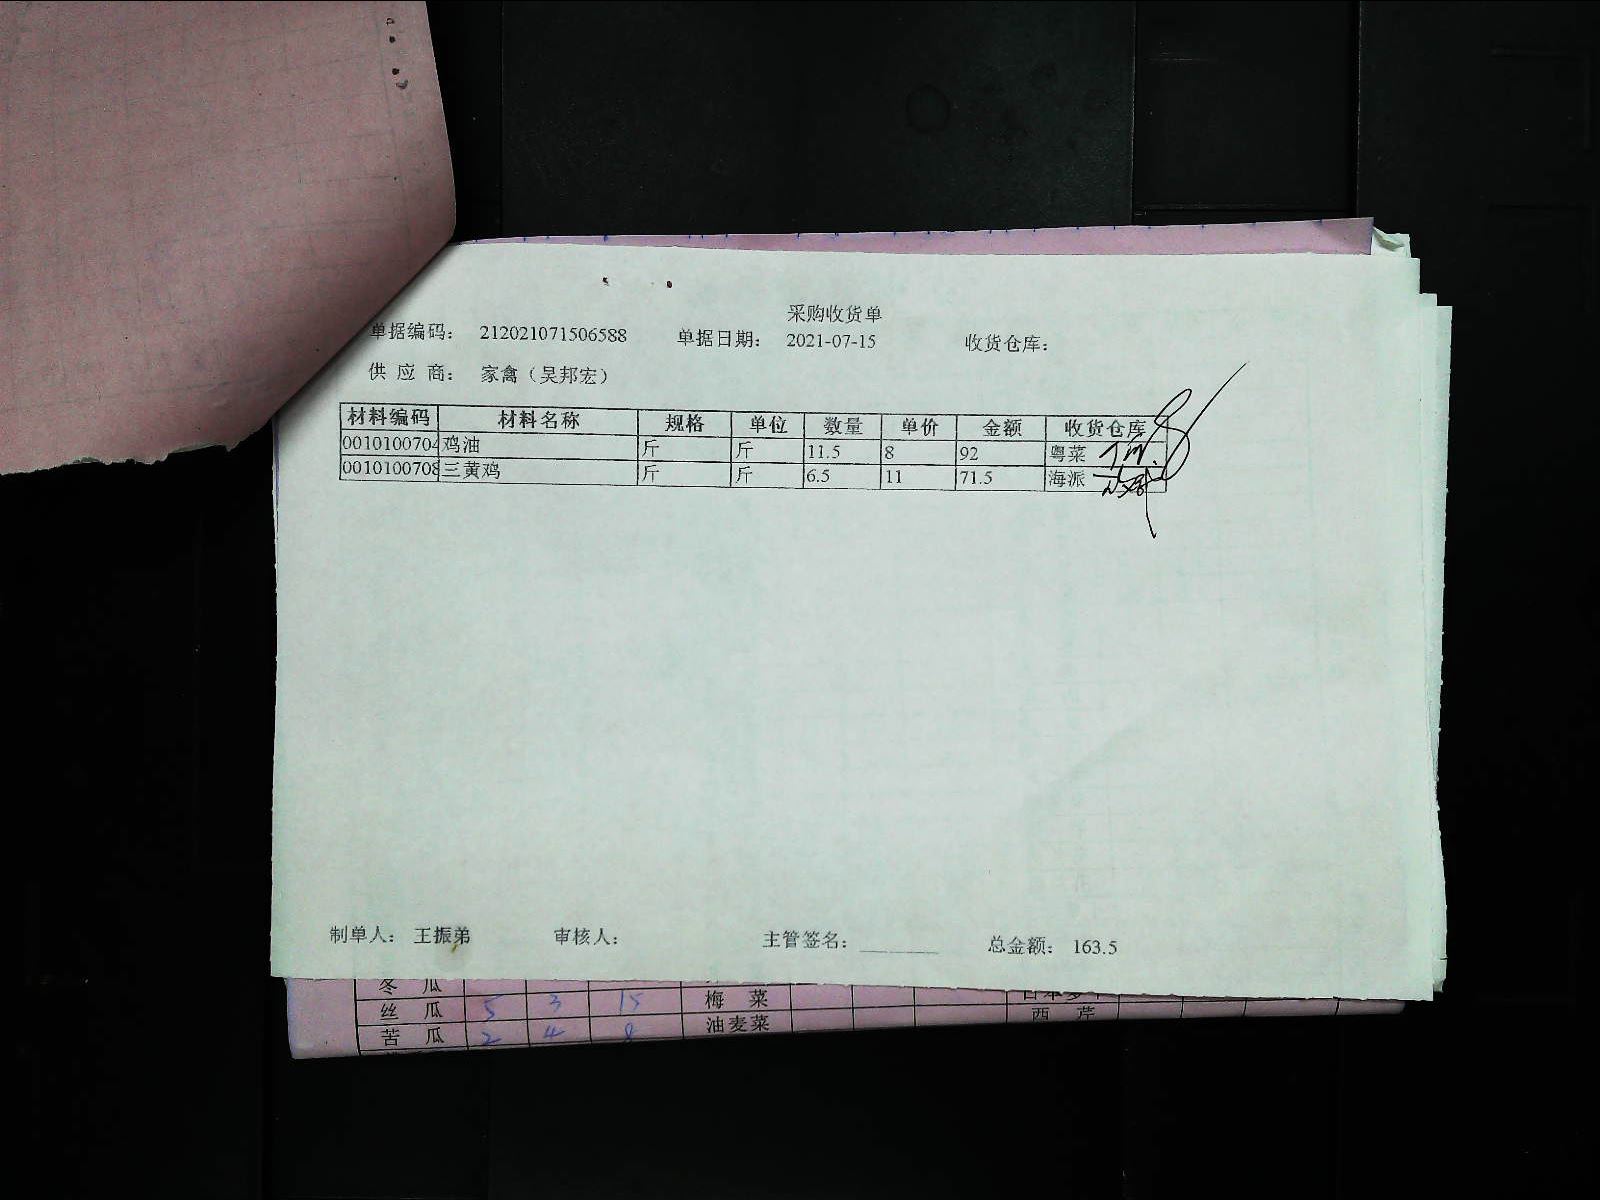 采购收货单
单据编码： 212021071506588 单据日期： 2021-07-15 收货仓库：
供 应 商： 家禽（吴邦宏）
材料编码 材料名称 规格 单位 数量 单价 金额 收货仓库
0010100704 鸡油 斤 斤 11.5 8 92 粤菜
0010100708 三黄鸡 斤 斤 6.5 11 71.5 海派
制单人： 王振弟 审核人： 主管签名： 总金额： 163.5
冬 瓜
丝 瓜 5 3 15 梅 菜
苦 瓜 2 4 8 油麦菜 西 芹